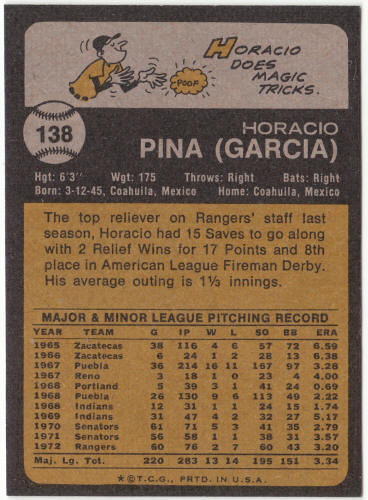 HORACIO
DOES
MAGIC
TRICKS.
POOF
138
HORACIO
PINA (GARCIA)
Hgt: 6'3" Wgt: 175 Throws: Right Bats: Right
Born: 3-12-45, Coahuila, Mexico Home: Coahuila, Mexico
The top reliever on Rangers' staff last
season, Horacio had 15 Saves to go along
with 2 Relief Wins for 17 Points and 8th
place in American League Fireman Derby.
His average outing is 1⅓ innings.
MAJOR & MINOR LEAGUE PITCHING RECORD
YEAR TEAM G IP W L SO BB ERA
1965 Zacatecas 38 116 4 6 57 72 6.59
1966 Zacatecas 6 24 1 2 28 13 6.38
1967 Puebla 36 214 16 11 167 97 3.28
1967 Reno 3 18 0 2 23 4 4.00
1968 Portland 5 39 3 1 41 24 0.69
1968 Puebla 26 130 9 6 113 49 2.22
1968 Indians 12 31 1 1 24 15 1.74
1969 Indians 31 47 4 2 32 27 5.17
1970 Senators 61 71 5 3 41 35 2.79
1971 Senators 56 58 1 1 38 31 3.57
1972 Rangers 60 76 2 7 60 43 3.20
Maj. Lg. Tot. 220 283 13 14 195 151 3.34
★©T.C.G., PRTD. IN U.S.A.